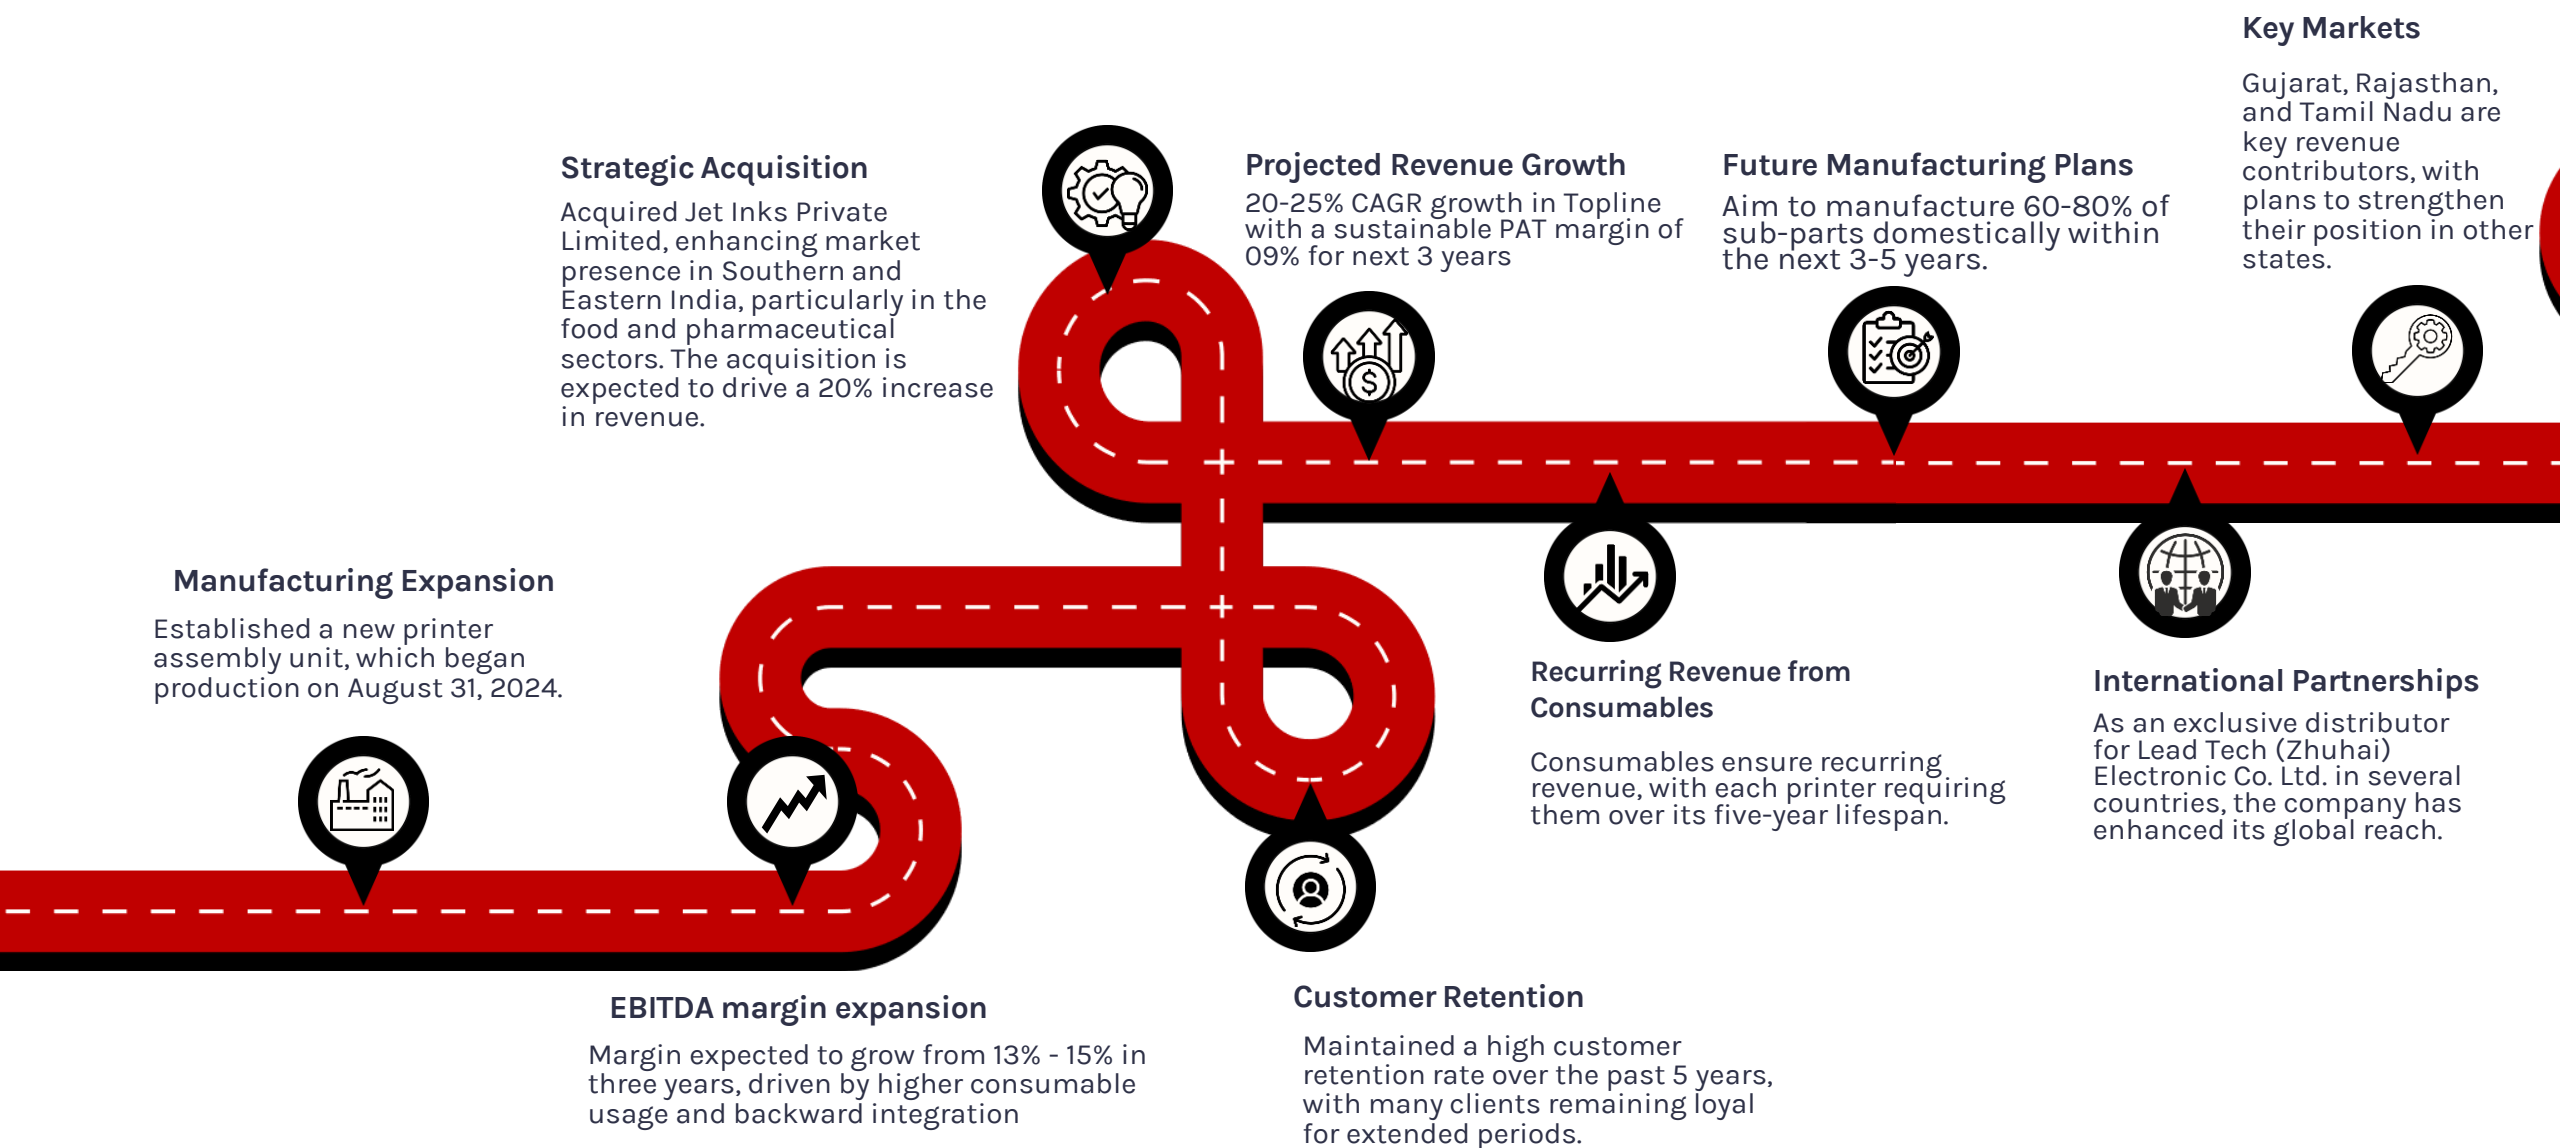 Manufacturing Expansion
Established a new printer
assembly unit, which began
production on August 31, 2024.
EBITDA margin expansion
Margin expected to grow from 13% - 15% in
three years, driven by higher consumable
usage and backward integration
Strategic Acquisition
Acquired Jet Inks Private
Limited, enhancing market
presence in Southern and
Eastern India, particularly in the
food and pharmaceutical
sectors. The acquisition is
expected to drive a 20% increase
in revenue.
Customer Retention
Maintained a high customer
retention rate over the past 5 years,
with many clients remaining loyal
for extended periods.
Projected Revenue Growth
20-25% CAGR growth in Topline
with a sustainable PAT margin of
09% for next 3 years
$
Recurring Revenue from
Consumables
Consumables ensure recurring
revenue, with each printer requiring
them over its five-year lifespan.
Future Manufacturing Plans
Aim to manufacture 60-80% of
sub-parts domestically within
the next 3-5 years.
International Partnerships
As an exclusive distributor
for Lead Tech (Zhuhai)
Electronic Co. Ltd. in several
countries, the company has
enhanced its global reach.
Key Markets
Gujarat, Rajasthan,
and Tamil Nadu are
key revenue
contributors, with
plans to strengthen
their position in other
states.